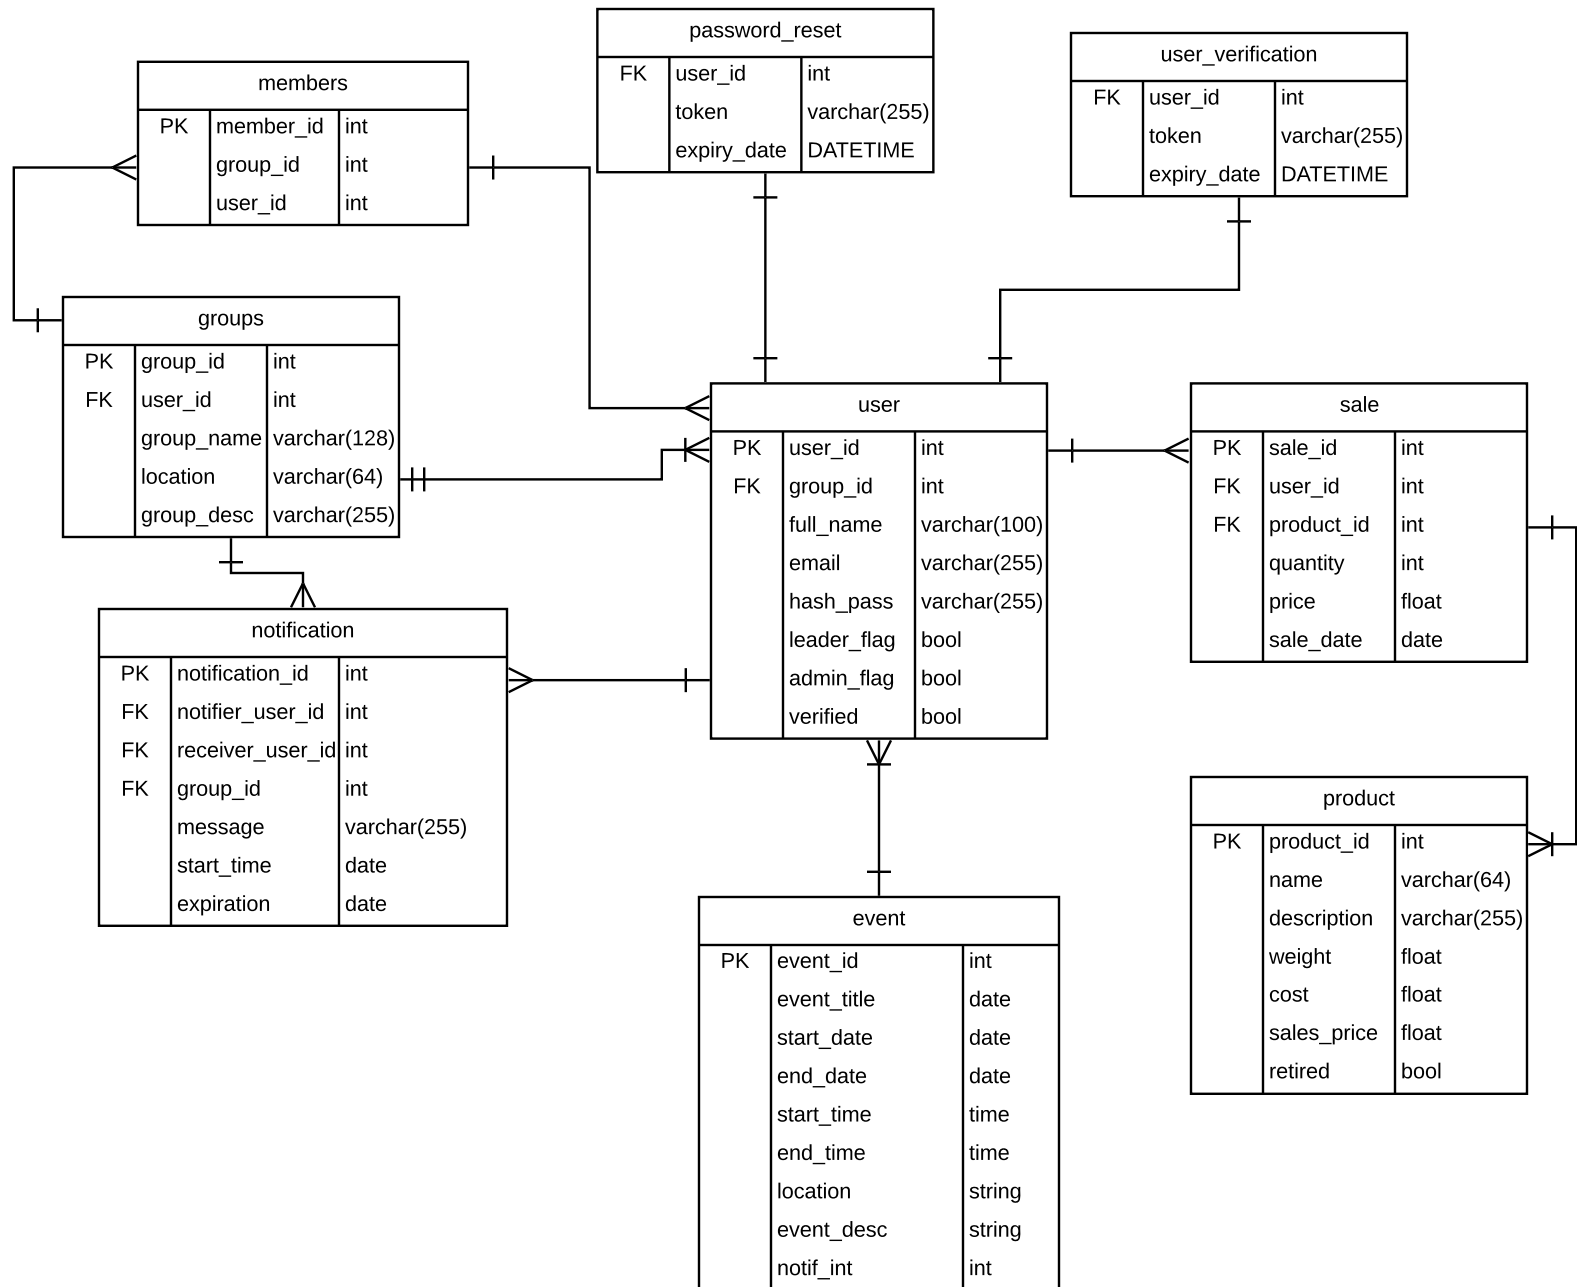 password_reset
FK user_id int
token varchar(255)
expiry_date DATETIME
user_verification
FK user_id int
token varchar(255)
expiry_date DATETIME
members
PK member_id int
group_id int
user_id int
groups
PK group_id int
FK user_id int
group_name varchar(128)
location varchar(64)
group_desc varchar(255)
user
PK user_id int
FK group_id int
full_name varchar(100)
email varchar(255)
hash_pass varchar(255)
leader_flag bool
admin_flag bool
verified bool
sale
PK sale_id int
FK user_id int
FK product_id int
quantity int
price float
sale_date date
notification
PK notification_id int
FK notifier_user_id int
FK receiver_user_id int
FK group_id int
message varchar(255)
start_time date
expiration date
product
PK product_id int
name varchar(64)
description varchar(255)
weight float
cost float
sales_price float
retired bool
event
PK event_id int
event_title date
start_date date
end_date date
start_time time
end_time time
location string
event_desc string
notif_int int